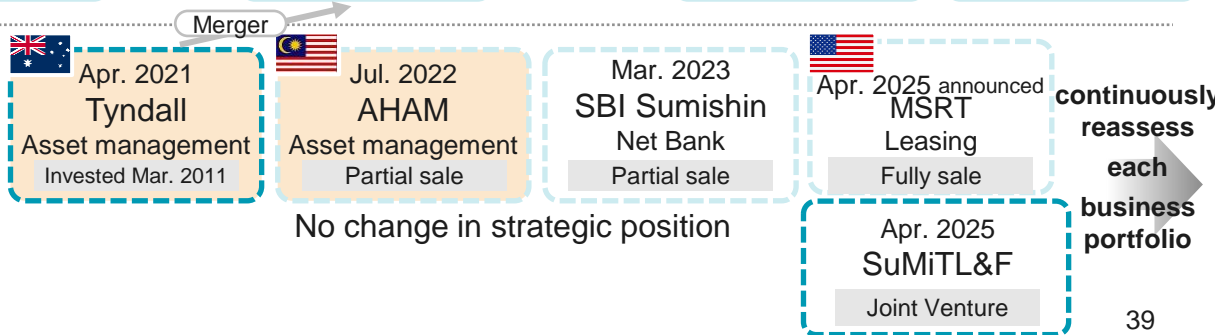 Merger
Apr. 2021
Tyndall
Asset management
Invested Mar. 2011
Jul. 2022
AHAM
Asset management
Partial sale
Mar. 2023
SBI Sumishin
Net Bank
Partial sale
Apr. 2025 announced
MSRT
Leasing
Fully sale
No change in strategic position
Apr. 2025
SuMiTL&F
Joint Venture
continuously
reassess
each
business
portfolio
39